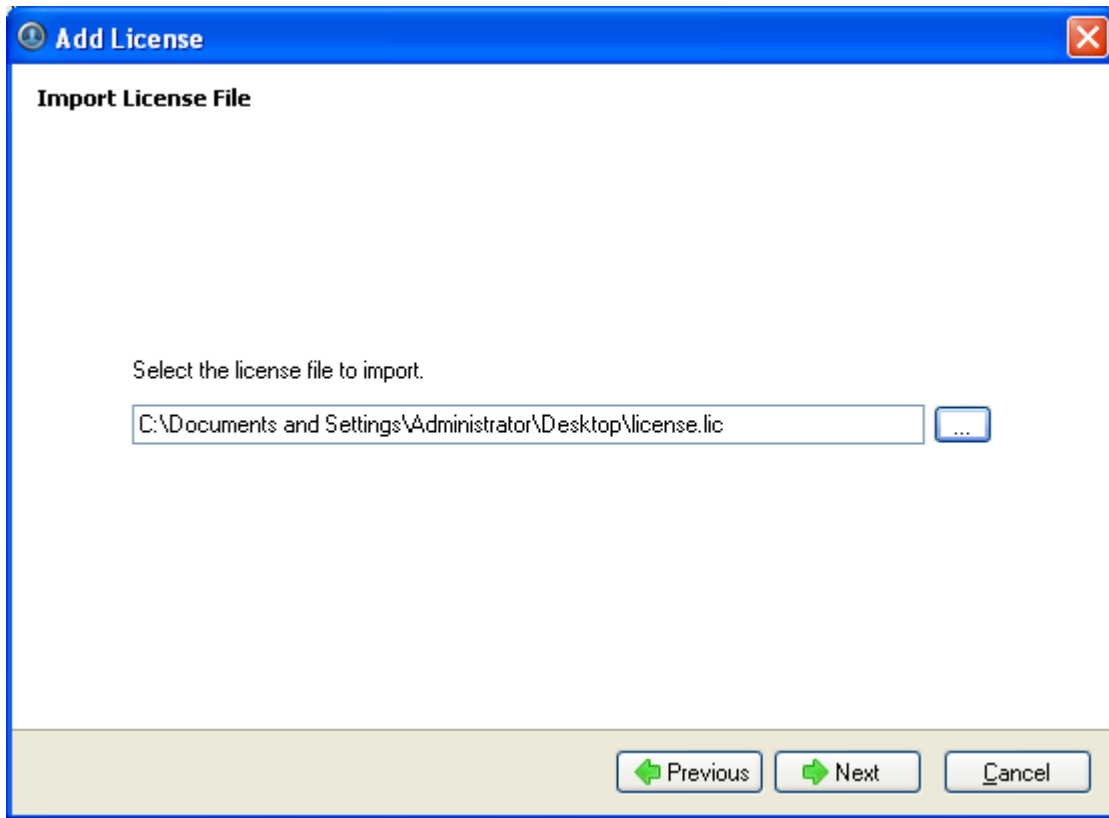 Add License
Import License File
Select the license file to import.
C:\Documents and Settings\Administrator\Desktop\license.lic
...
Previous
Next
Cancel